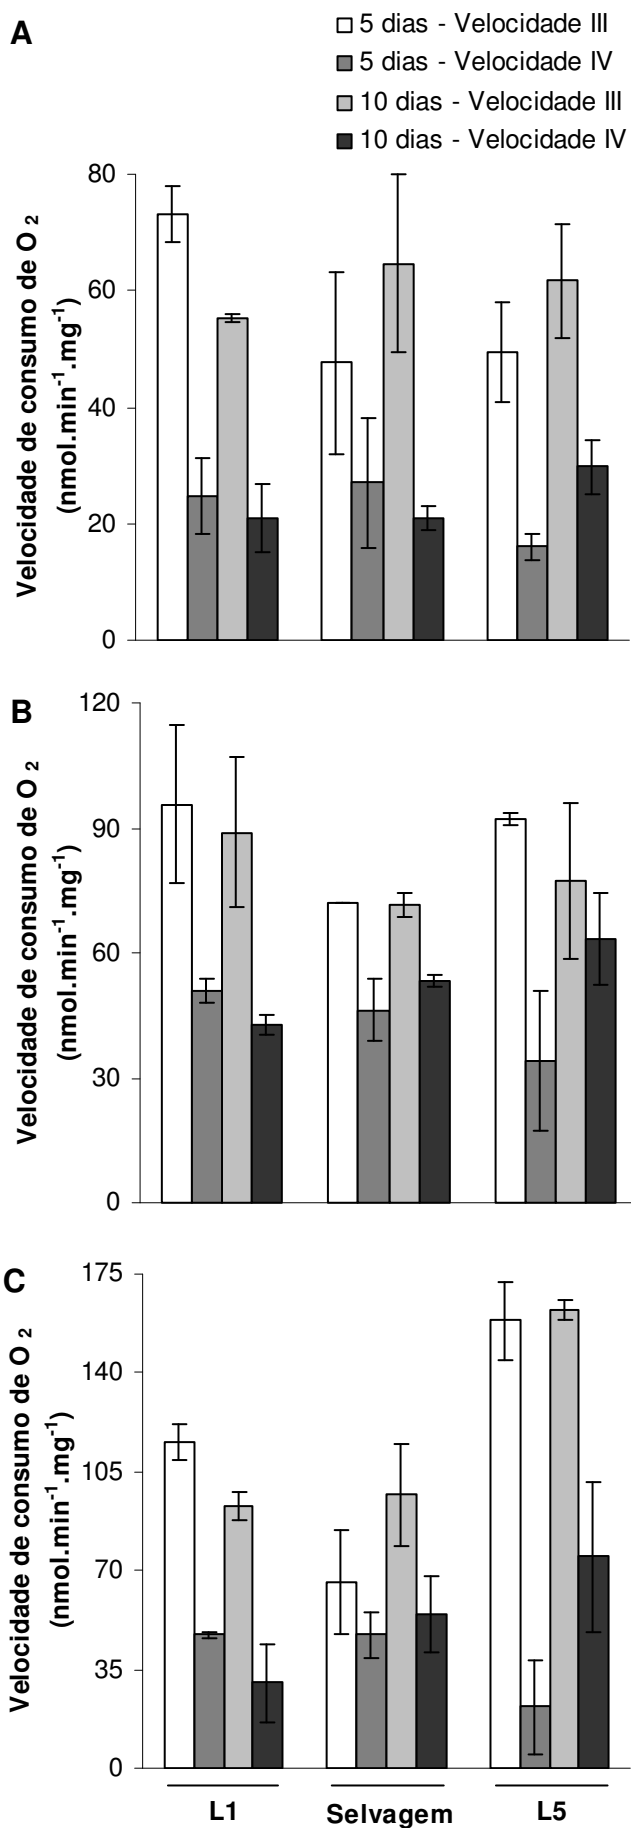 A
5 dias - Velocidade III
5 dias - Velocidade IV
10 dias - Velocidade III
10 dias - Velocidade IV
Velocidade de consumo de O₂
(nmol.min⁻¹.mg⁻¹)
80
60
40
20
0
B
Velocidade de consumo de O₂
(nmol.min⁻¹.mg⁻¹)
120
90
60
30
0
C
Velocidade de consumo de O₂
(nmol.min⁻¹.mg⁻¹)
175
140
105
70
35
0
L1 Selvagem L5